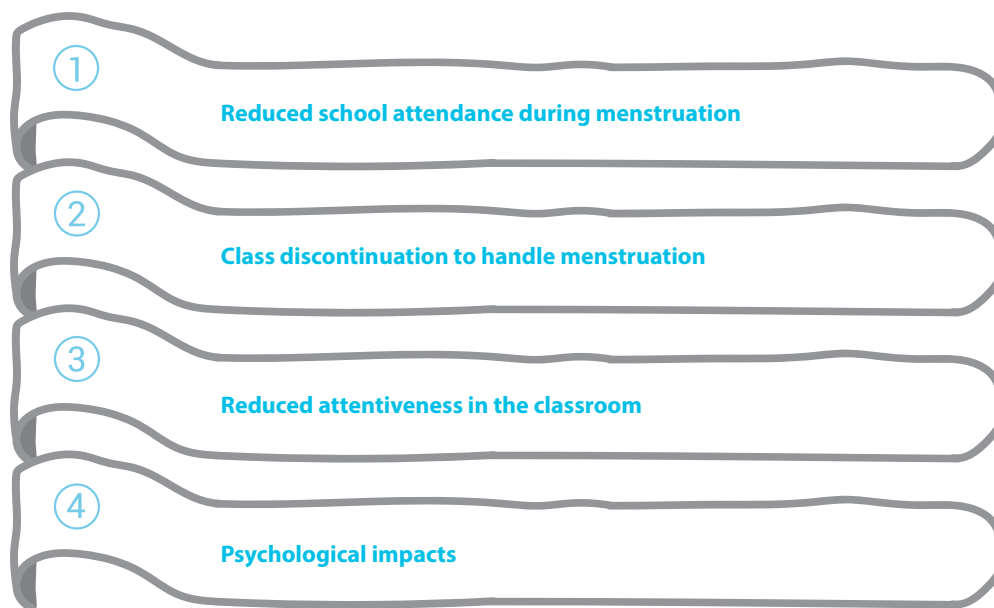 1
Reduced school attendance during menstruation
2
Class discontinuation to handle menstruation
3
Reduced attentiveness in the classroom
4
Psychological impacts